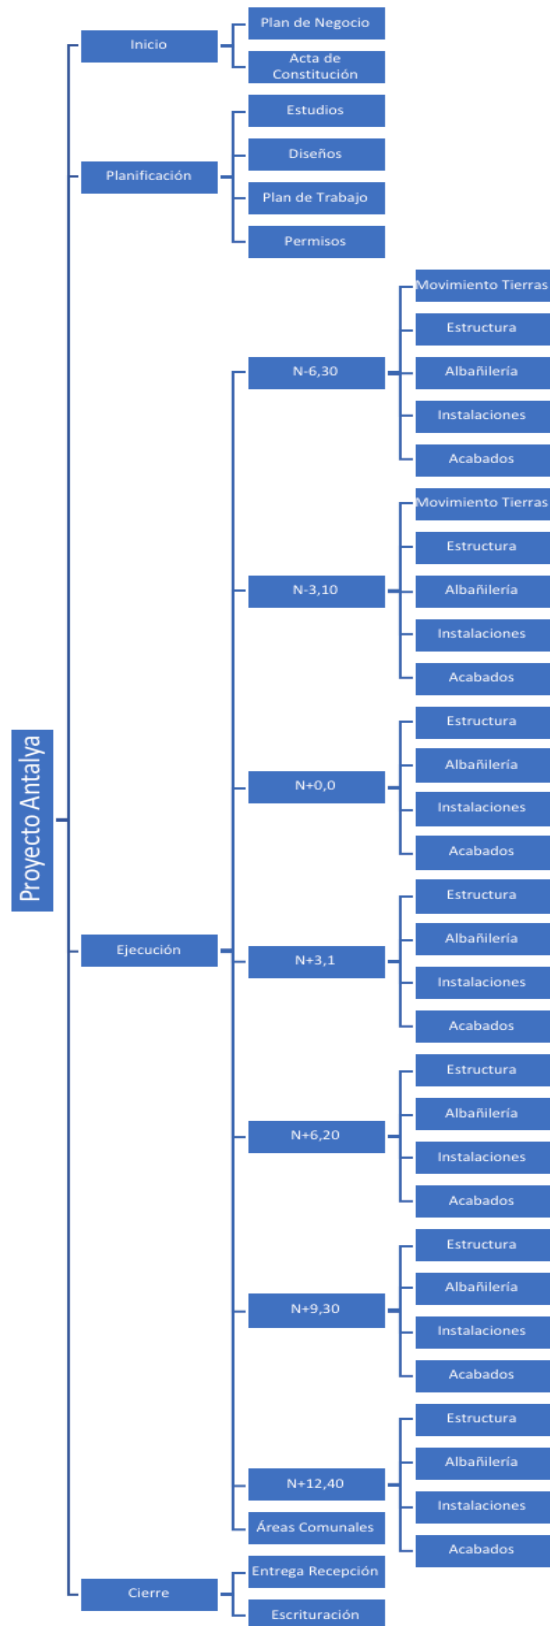 Proyecto Antalya
Inicio
Plan de Negocio
Acta de
Constitución
Planificación
Estudios
Diseños
Plan de Trabajo
Permisos
Ejecución
N-6,30
Movimiento Tierras
Estructura
Albañilería
Instalaciones
Acabados
N-3,10
Movimiento Tierras
Estructura
Albañilería
Instalaciones
Acabados
N+0,0
Estructura
Albañilería
Instalaciones
Acabados
N+3,1
Estructura
Albañilería
Instalaciones
Acabados
N+6,20
Estructura
Albañilería
Instalaciones
Acabados
N+9,30
Estructura
Albañilería
Instalaciones
Acabados
N+12,40
Estructura
Albañilería
Instalaciones
Acabados
Áreas Comunales
Cierre
Entrega Recepción
Escrituración